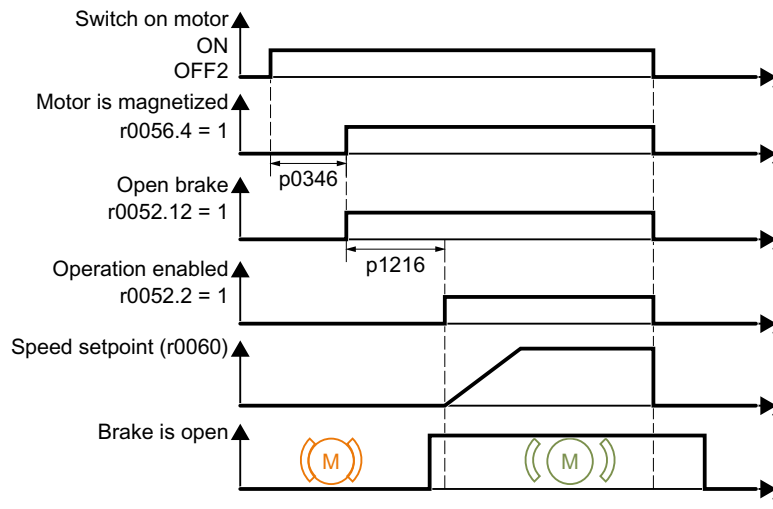 Switch on motor
ON
OFF2
Motor is magnetized
r0056.4 = 1
p0346
Open brake
r0052.12 = 1
p1216
Operation enabled
r0052.2 = 1
Speed setpoint (r0060)
Brake is open
M
M